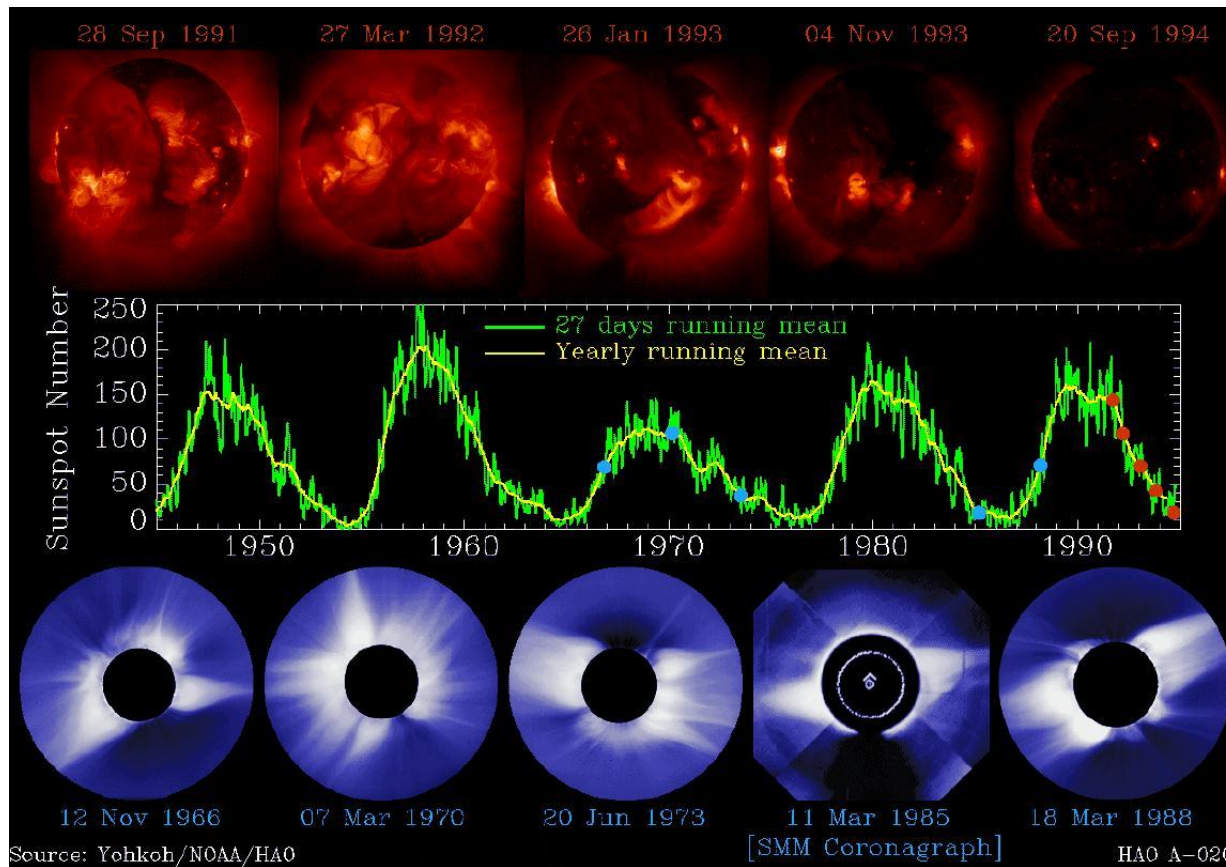 28 Sep 1991 27 Mar 1992 26 Jan 1993 04 Nov 1993 20 Sep 1994
Sunspot Number
250
200
150
100
50
0
27 days running mean
Yearly running mean
1950 1960 1970 1980 1990
12 Nov 1966 07 Mar 1970 20 Jun 1973 11 Mar 1985 18 Mar 1988
[SMM Coronagraph]
Source: Yohkoh/NOAA/HAO HAO A-020